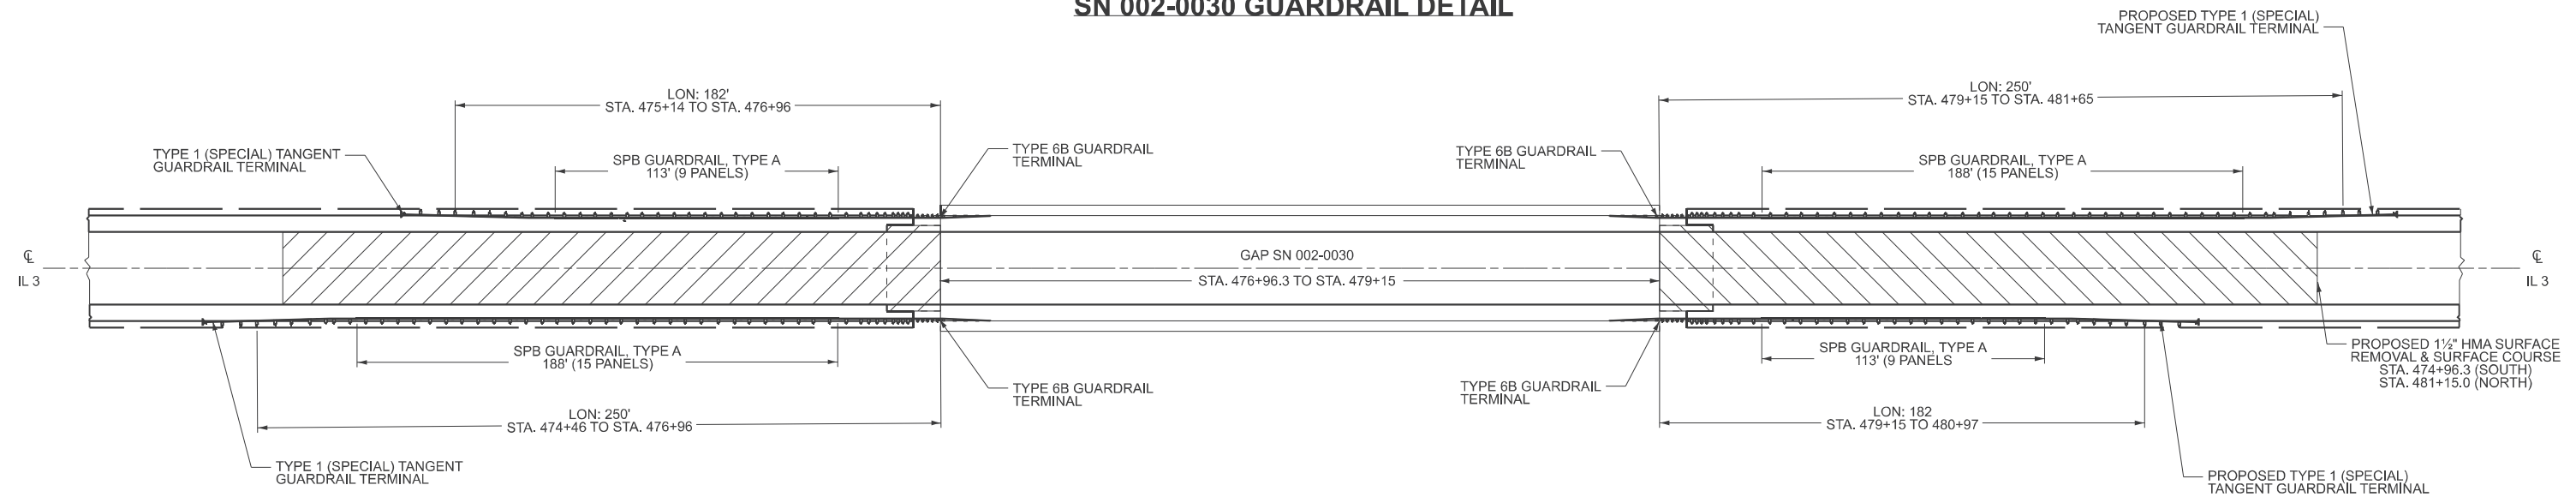 SN 002-0030 GUARDRAIL DETAIL
PROPOSED TYPE 1 (SPECIAL)
TANGENT GUARDRAIL TERMINAL
LON: 182'
STA. 475+14 TO STA. 476+96
LON: 250'
STA. 479+15 TO STA. 481+65
TYPE 1 (SPECIAL) TANGENT
GUARDRAIL TERMINAL
SPB GUARDRAIL, TYPE A
113' (9 PANELS)
TYPE 6B GUARDRAIL
TERMINAL
TYPE 6B GUARDRAIL
TERMINAL
SPB GUARDRAIL, TYPE A
188' (15 PANELS)
℄
IL 3
GAP SN 002-0030
STA. 476+96.3 TO STA. 479+15
℄
IL 3
SPB GUARDRAIL, TYPE A
188' (15 PANELS)
TYPE 6B GUARDRAIL
TERMINAL
TYPE 6B GUARDRAIL
TERMINAL
SPB GUARDRAIL, TYPE A
113' (9 PANELS
PROPOSED 1½" HMA SURFACE
REMOVAL & SURFACE COURSE
STA. 474+96.3 (SOUTH)
STA. 481+15.0 (NORTH)
LON: 250'
STA. 474+46 TO STA. 476+96
LON: 182
STA. 479+15 TO 480+97
TYPE 1 (SPECIAL) TANGENT
GUARDRAIL TERMINAL
PROPOSED TYPE 1 (SPECIAL)
TANGENT GUARDRAIL TERMINAL